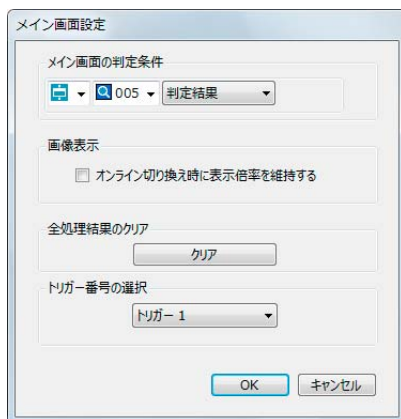 メイン画面設定
メイン画面の判定条件
005 判定結果
画像表示
オンライン切り換え時に表示倍率を維持する
全処理結果のクリア
クリア
トリガー番号の選択
トリガー 1
OK キャンセル